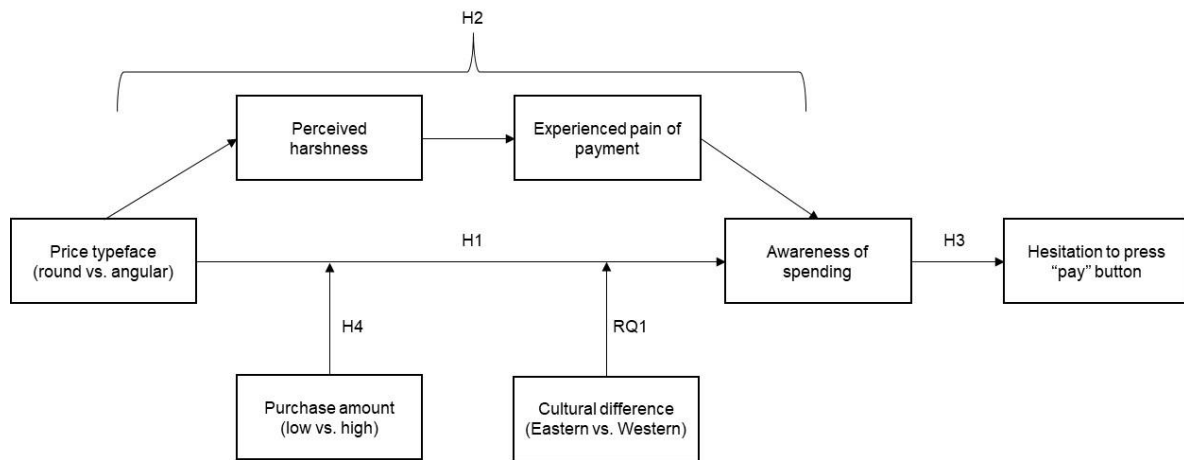 H2
Perceived
harshness
Experienced pain of
payment
Price typeface
(round vs. angular)
H1
Awareness of
spending
H3
Hesitation to press
“pay” button
H4
RQ1
Purchase amount
(low vs. high)
Cultural difference
(Eastern vs. Western)